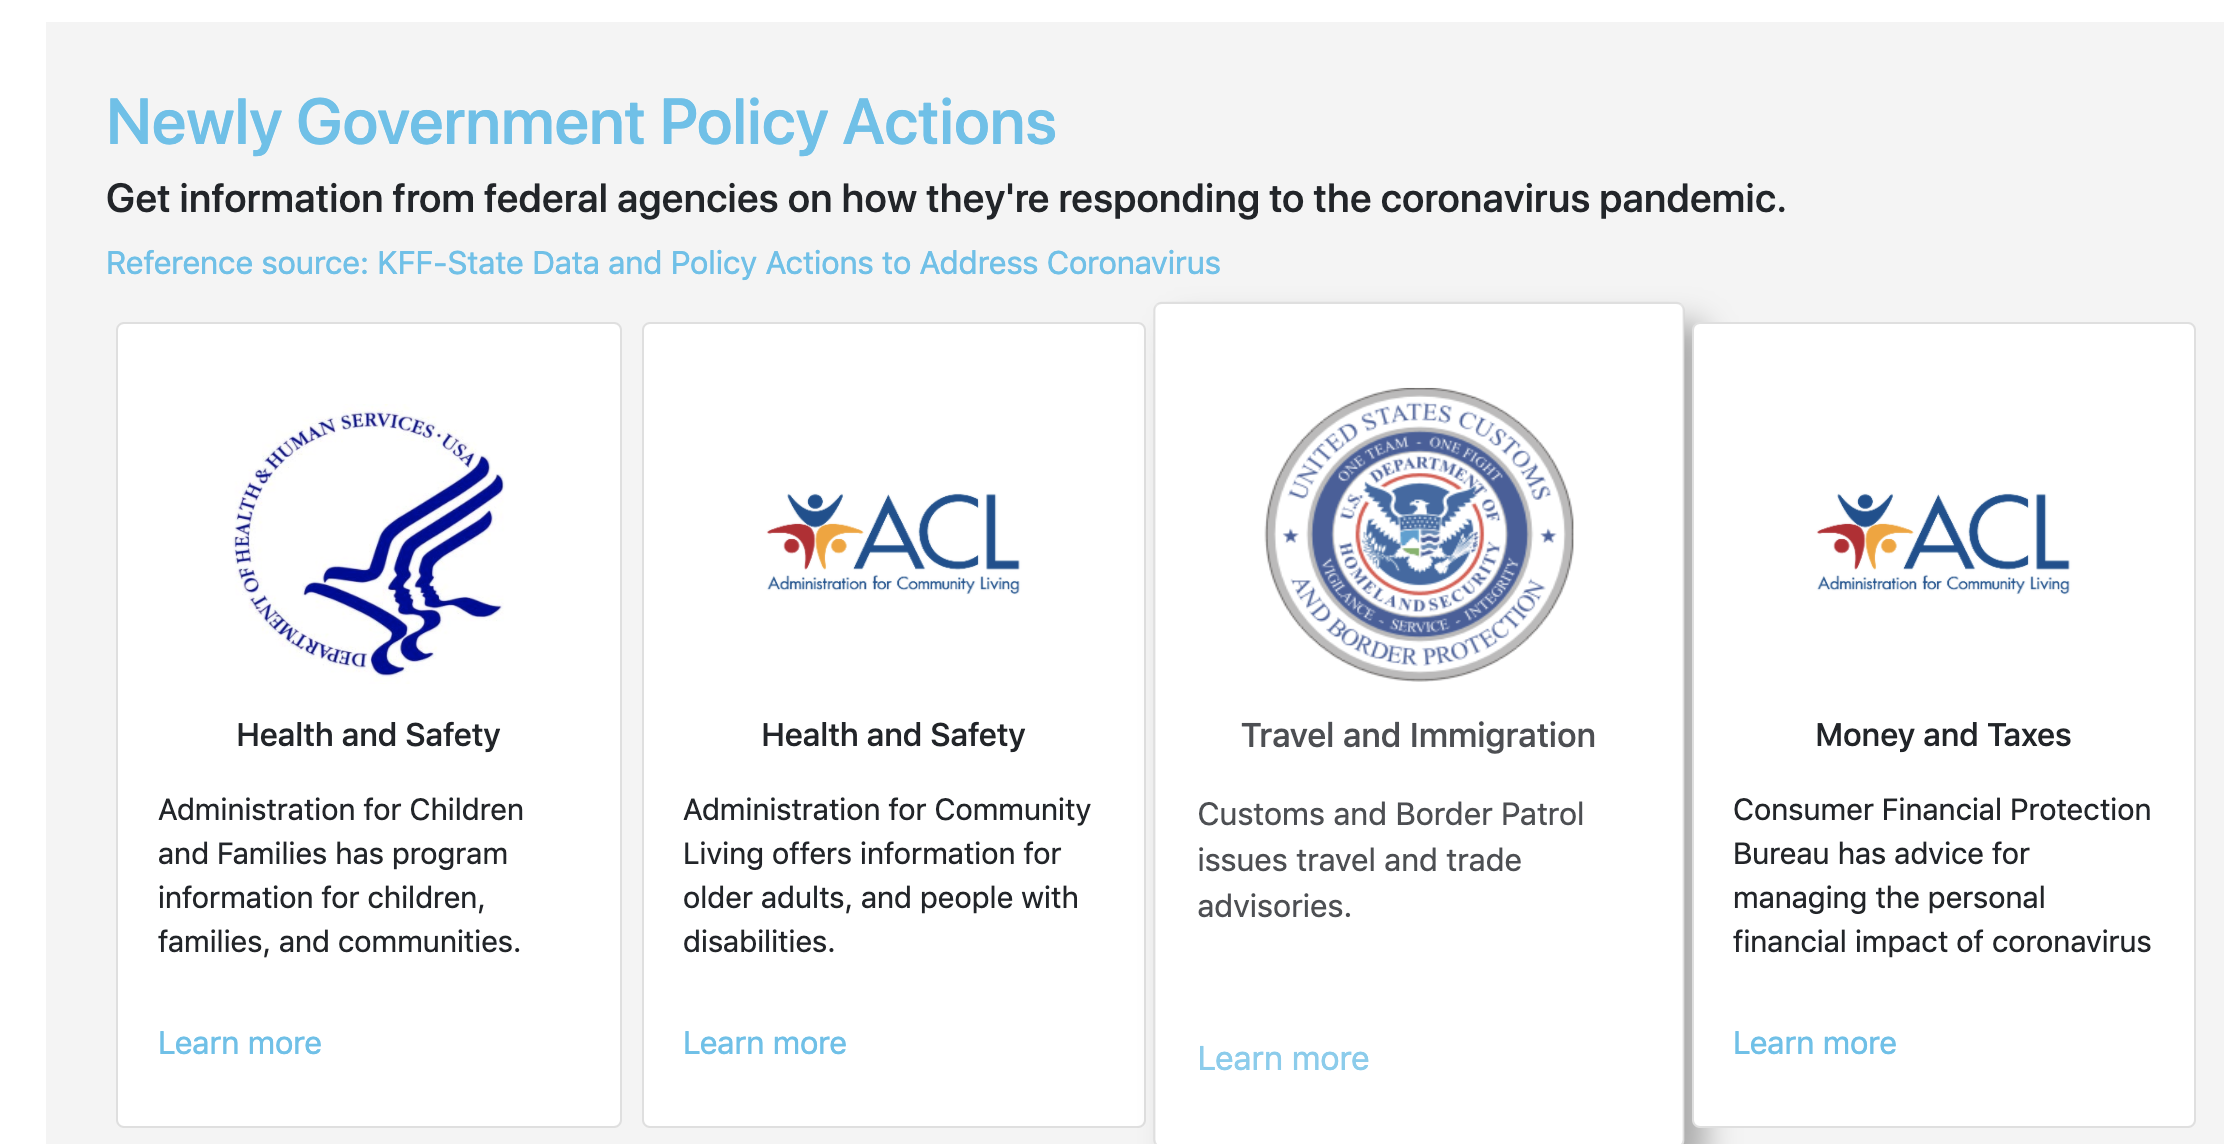 Newly Government Policy Actions
Get information from federal agencies on how they're responding to the coronavirus pandemic.
Reference source: KFF-State Data and Policy Actions to Address Coronavirus
DEPARTMENT OF HEALTH & HUMAN SERVICES · USA
Health and Safety
Administration for Children
and Families has program
information for children,
families, and communities.
Learn more
ACL
Administration for Community Living
Health and Safety
Administration for Community
Living offers information for
older adults, and people with
disabilities.
Learn more
UNITED STATES CUSTOMS
AND BORDER PROTECTION
ONE TEAM - ONE FIGHT
VIGILANCE - SERVICE - INTEGRITY
U.S. DEPARTMENT OF
HOMELAND SECURITY
Travel and Immigration
Customs and Border Patrol
issues travel and trade
advisories.
Learn more
ACL
Administration for Community Living
Money and Taxes
Consumer Financial Protection
Bureau has advice for
managing the personal
financial impact of coronavirus
Learn more